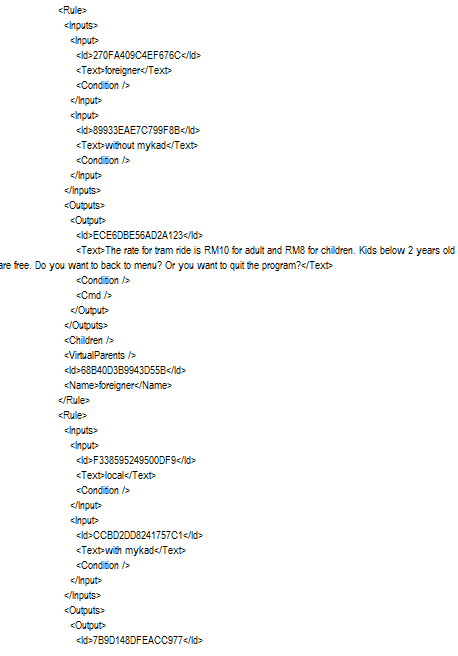 <Rule>
<Inputs>
<Input>
<Id>270FA409C4EF676C</Id>
<Text>foreigner</Text>
<Condition />
</Input>
<Input>
<Id>89933EAE7C799F8B</Id>
<Text>without mykad</Text>
<Condition />
</Input>
</Inputs>
<Outputs>
<Output>
<Id>ECE6DBE56AD2A123</Id>
<Text>The rate for tram ride is RM10 for adult and RM8 for children. Kids below 2 years old
are free. Do you want to back to menu? Or you want to quit the program?</Text>
<Condition />
<Cmd />
</Output>
</Outputs>
<Children />
<VirtualParents />
<Id>68B40D3B9943D55B</Id>
<Name>foreigner</Name>
</Rule>
<Rule>
<Inputs>
<Input>
<Id>F338595249500DF9</Id>
<Text>local</Text>
<Condition />
</Input>
<Input>
<Id>CCBD2DD8241757C1</Id>
<Text>with mykad</Text>
<Condition />
</Input>
</Inputs>
<Outputs>
<Output>
<Id>7B9D148DFEACC977</Id>